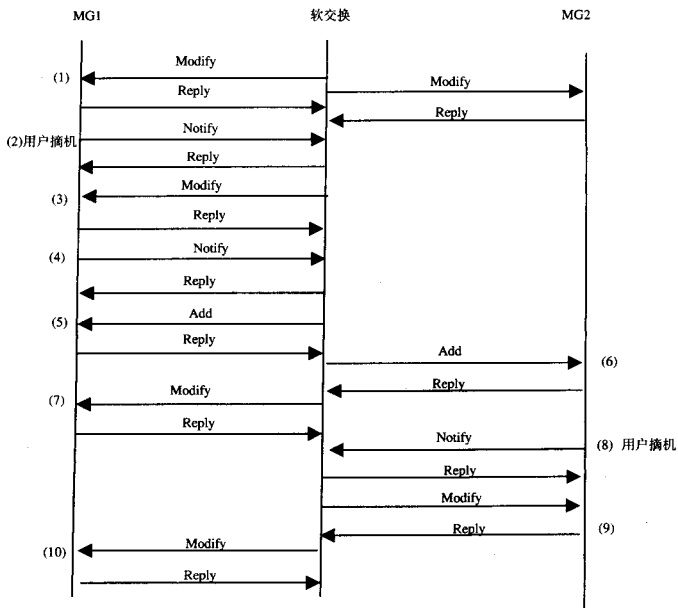 MG1 软交换 MG2
Modify
(1)
Modify
Reply
Reply
Notify
(2)用户摘机
Reply
Modify
(3)
Reply
Notify
(4)
Reply
Add
(5)
Reply
Add
(6)
Reply
Modify
(7)
Reply
Notify
(8) 用户摘机
Reply
Modify
Reply
(9)
Modify
(10)
Reply